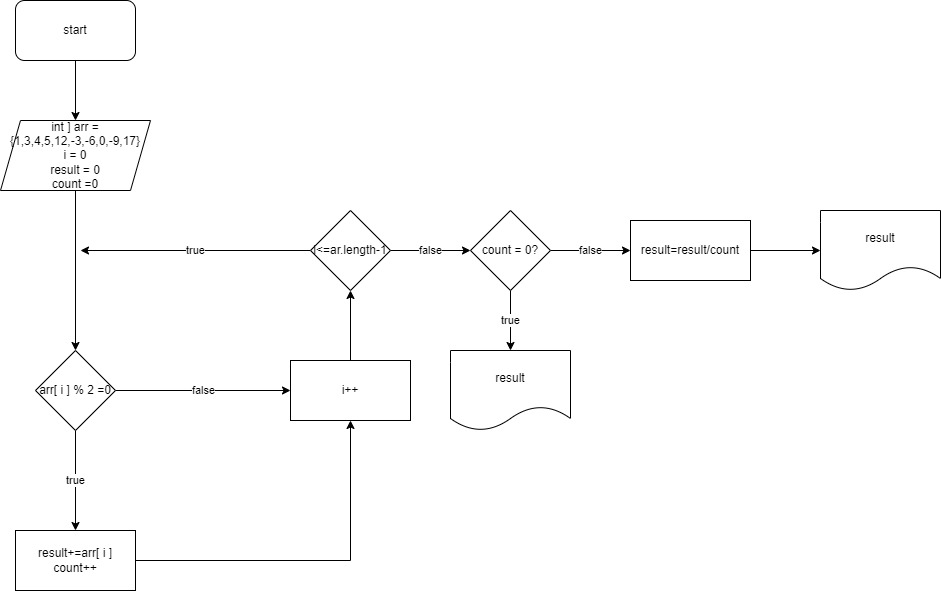 start
int ] arr =
{1,3,4,5,12,-3,-6,0,-9,17}
i = 0
result = 0
count =0
true
i<=ar.length-1
false
count = 0?
false
result=result/count
result
true
result
arr[ i ] % 2 =0
false
i++
true
result+=arr[ i ]
count++